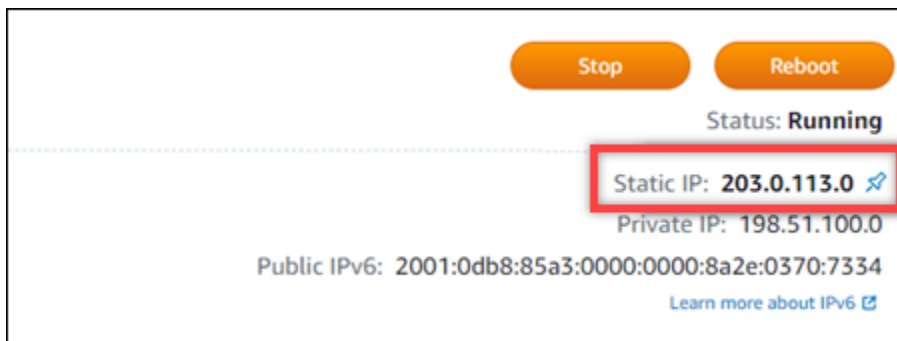 Stop Reboot
Status: Running
Static IP: 203.0.113.0
Private IP: 198.51.100.0
Public IPv6: 2001:0db8:85a3:0000:0000:8a2e:0370:7334
Learn more about IPv6